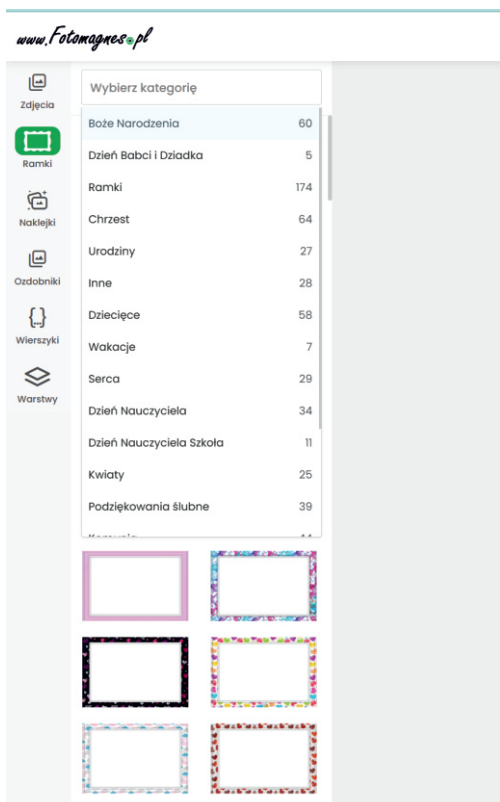 www.Fotomagnes.pl
Zdjęcia
Ramki
Naklejki
Ozdobniki
Wierszyki
Warstwy
Wybierz kategorię
Boże Narodzenia 60
Dzień Babci i Dziadka 5
Ramki 174
Chrzest 64
Urodziny 27
Inne 28
Dziecięce 58
Wakacje 7
Serca 29
Dzień Nauczyciela 34
Dzień Nauczyciela Szkoła 11
Kwiaty 25
Podziękowania ślubne 39